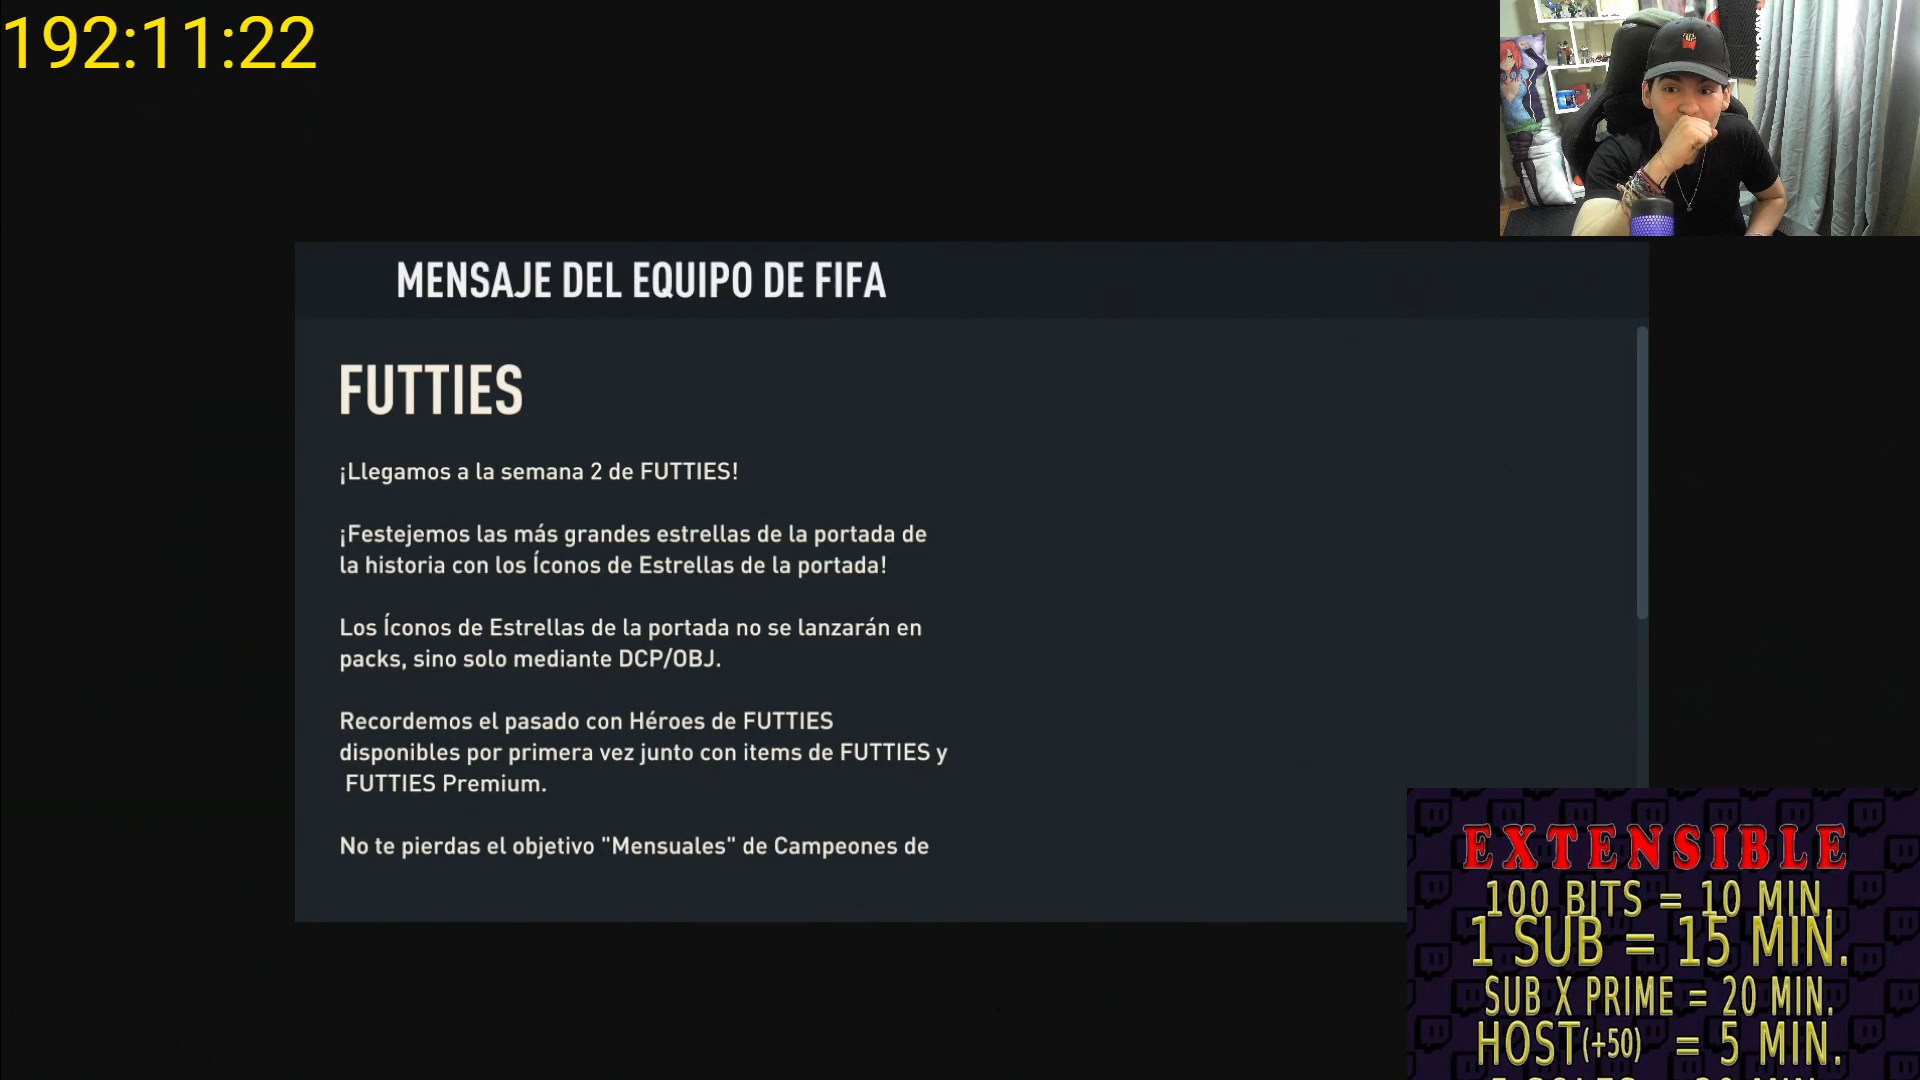 192:11:22
MENSAJE DEL EQUIPO DE FIFA
FUTTIES
¡Llegamos a la semana 2 de FUTTIES!
¡Festejemos las más grandes estrellas de la portada de
la historia con los Íconos de Estrellas de la portada!
Los Íconos de Estrellas de la portada no se lanzarán en
packs, sino solo mediante DCP/OBJ.
Recordemos el pasado con Héroes de FUTTIES
disponibles por primera vez junto con items de FUTTIES y
FUTTIES Premium.
No te pierdas el objetivo "Mensuales" de Campeones de
EXTENSIBLE
100 BITS = 10 MIN.
1 SUB = 15 MIN.
SUB X PRIME = 20 MIN.
HOST(+50) = 5 MIN.